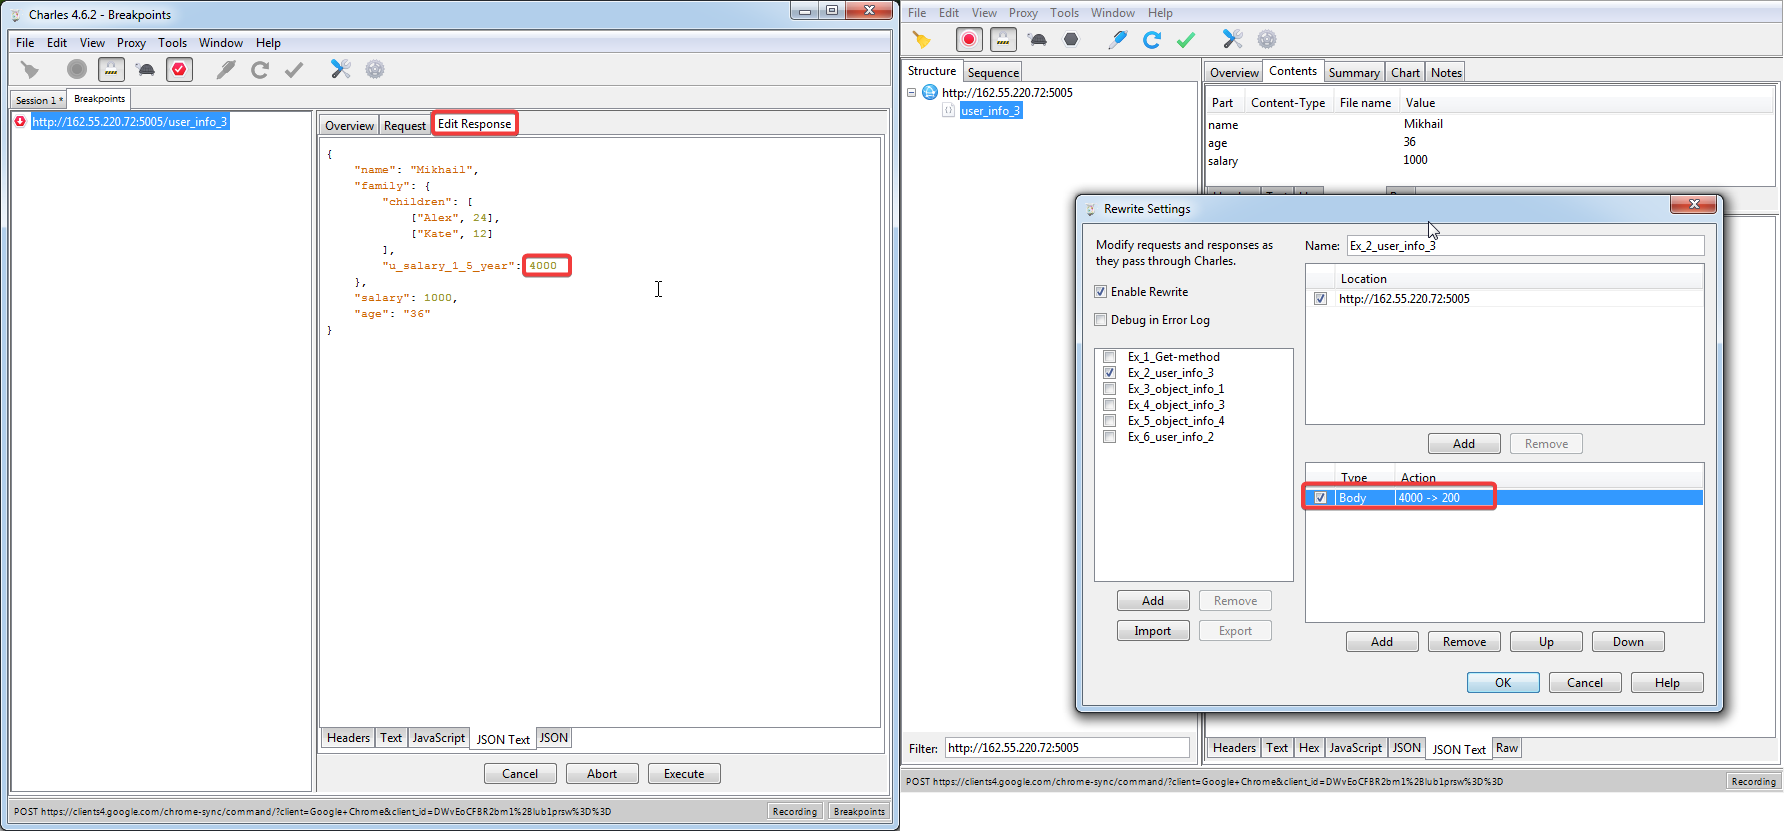 Charles 4.6.2 - Breakpoints
File Edit View Proxy Tools Window Help
Session 1 * Breakpoints
http://162.55.220.72:5005/user_info_3
Overview Request Edit Response
{
"name": "Mikhail",
"family": {
"children": [
["Alex", 24],
["Kate", 12]
],
"u_salary_1_5_year": 4000
},
"salary": 1000,
"age": "36"
}
Headers Text JavaScript JSON Text JSON
Cancel Abort Execute
POST https://clients4.google.com/chrome-sync/command/?client=Google+Chrome&client_id=DWvEoCFBR2bm1%2BIub1prsw%3D%3D
Recording Breakpoints
File Edit View Proxy Tools Window Help
Structure Sequence
http://162.55.220.72:5005
user_info_3
Filter: http://162.55.220.72:5005
Overview Contents Summary Chart Notes
Part Content-Type File name Value
name Mikhail
age 36
salary 1000
Rewrite Settings
Modify requests and responses as
they pass through Charles.
Enable Rewrite
Debug in Error Log
Ex_1_Get-method
Ex_2_user_info_3
Ex_3_object_info_1
Ex_4_object_info_3
Ex_5_object_info_4
Ex_6_user_info_2
Add Remove
Import Export
Name: Ex_2_user_info_3
Location
http://162.55.220.72:5005
Add Remove
Type Action
Body 4000 -> 200
Add Remove Up Down
OK Cancel Help
Headers Text Hex JavaScript JSON JSON Text Raw
POST https://clients4.google.com/chrome-sync/command/?client=Google+Chrome&client_id=DWvEoCFBR2bm1%2BIub1prsw%3D%3D
Recording